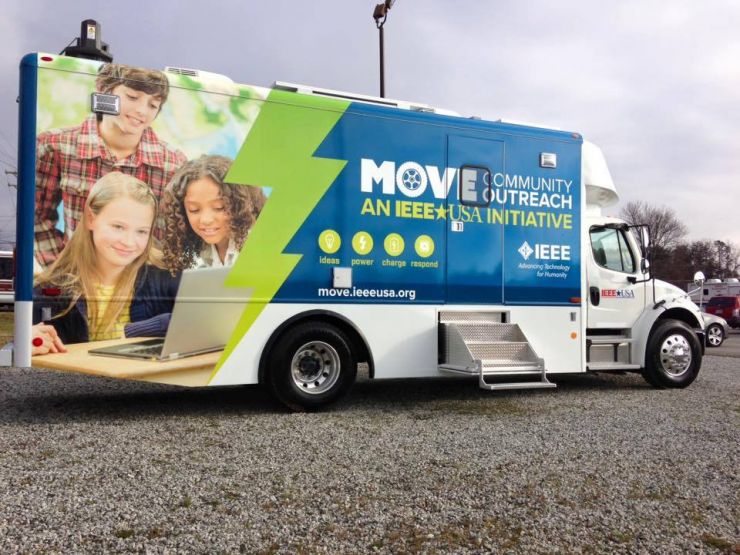 MOVE COMMUNITY
OUTREACH
AN IEEE★USA INITIATIVE
ideas power charge respond
move.ieeeusa.org
IEEE
Advancing Technology
for Humanity
IEEE★USA